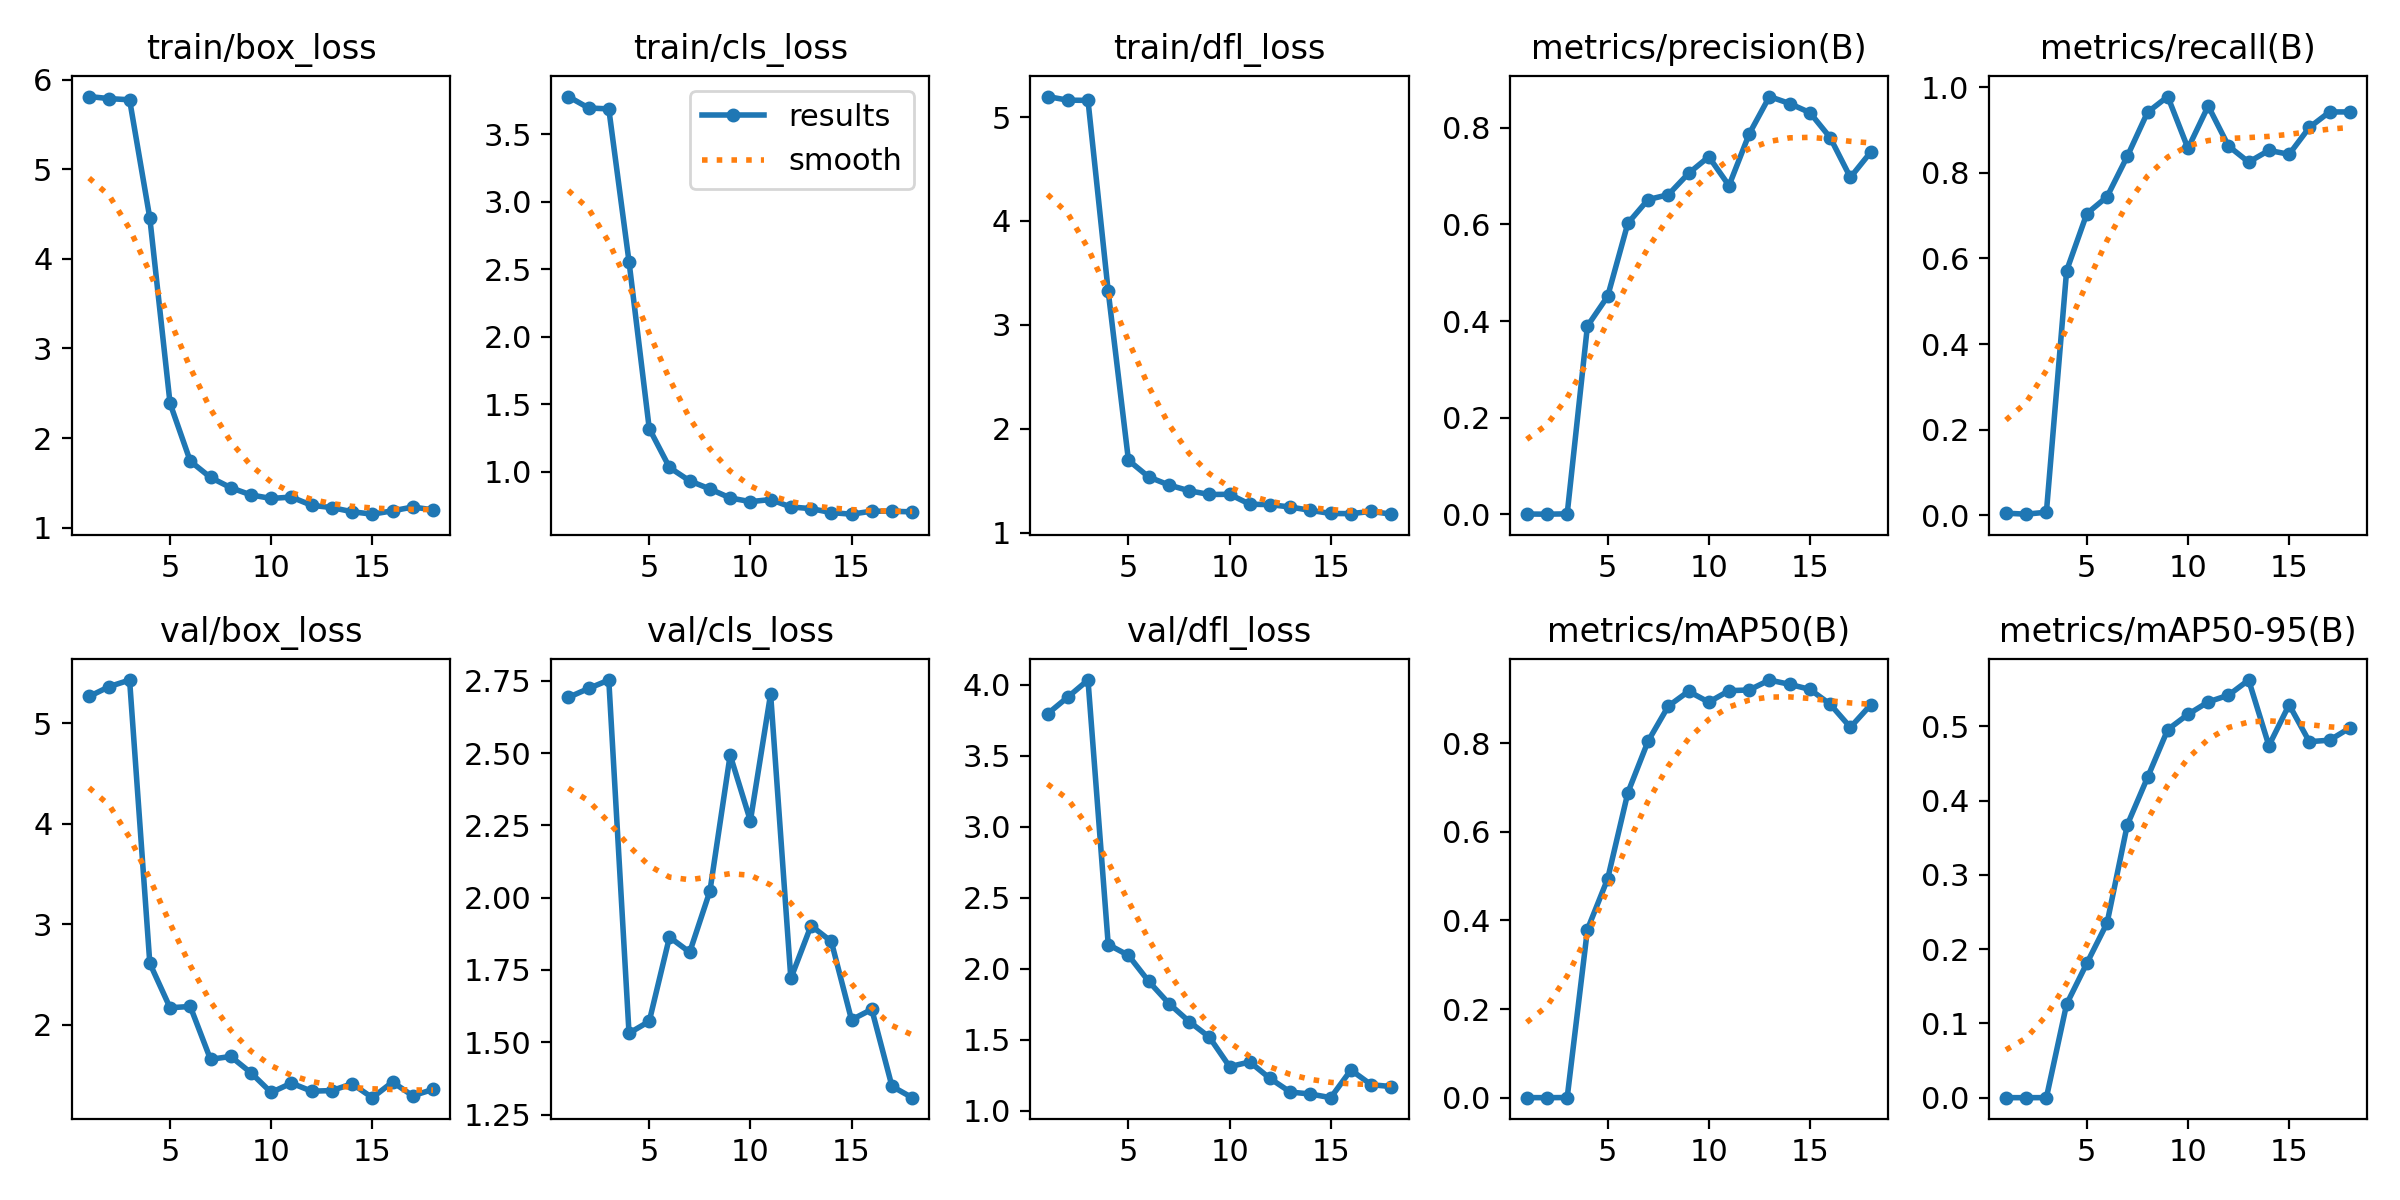 train/box_loss
6
5
4
3
2
1
5 10 15
train/cls_loss
results
smooth
3.5
3.0
2.5
2.0
1.5
1.0
5 10 15
train/dfl_loss
5
4
3
2
1
5 10 15
metrics/precision(B)
0.8
0.6
0.4
0.2
0.0
5 10 15
metrics/recall(B)
1.0
0.8
0.6
0.4
0.2
0.0
5 10 15
val/box_loss
5
4
3
2
5 10 15
val/cls_loss
2.75
2.50
2.25
2.00
1.75
1.50
1.25
5 10 15
val/dfl_loss
4.0
3.5
3.0
2.5
2.0
1.5
1.0
5 10 15
metrics/mAP50(B)
0.8
0.6
0.4
0.2
0.0
5 10 15
metrics/mAP50-95(B)
0.5
0.4
0.3
0.2
0.1
0.0
5 10 15